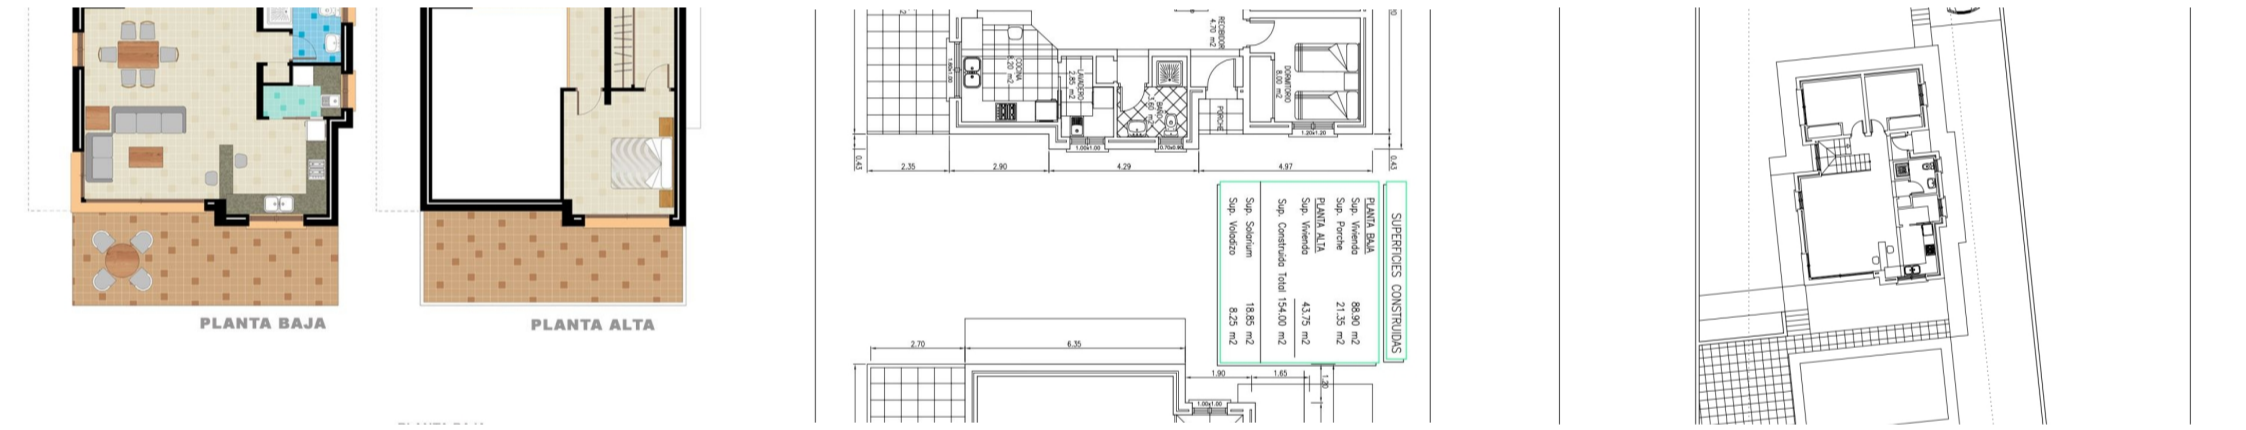 PLANTA BAJA
PLANTA ALTA
RECIBIDOR
4.70 m2
DORMITORIO
8.00 m2
COCINA
LAVADERO
2.85 m2
BAÑO
PORCHE
1.20x1.20
1.00x1.00
0.70x0.90
0.43
2.35
2.90
4.29
4.97
0.43
SUPERFICIES CONSTRUIDAS
PLANTA BAJA
Sup. Vivienda 88.90 m2
Sup. Porche 21.35 m2
PLANTA ALTA
Sup. Vivienda 43.75 m2
Sup. Construida Total 154.00 m2
Sup. Solarium 18.85 m2
Sup. Voladizo 8.25 m2
2.70
6.35
1.90
1.65
1.20
1.00x1.00